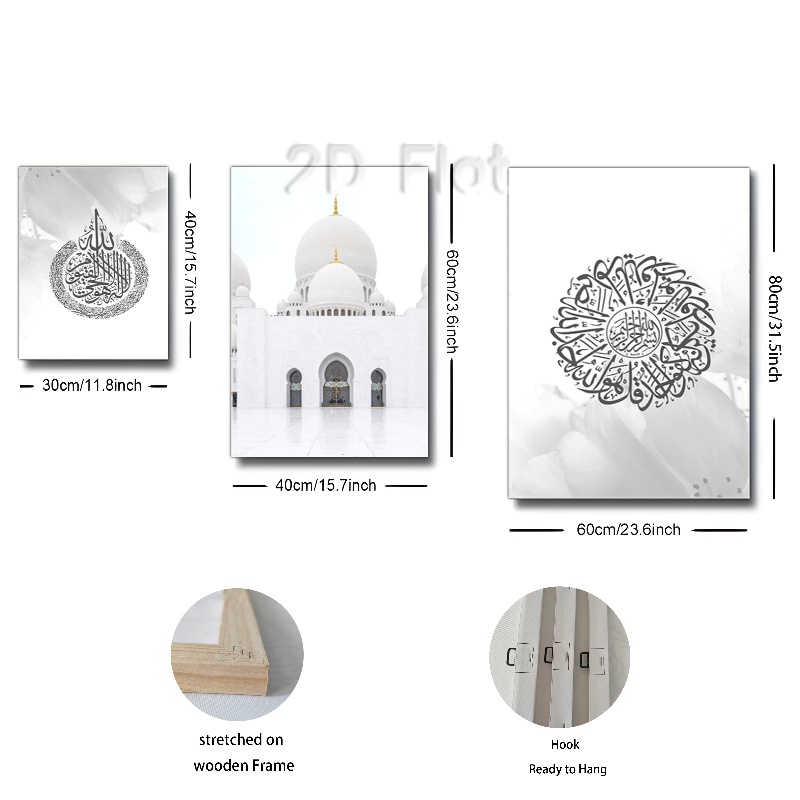 2D Flat
40cm/15.7inch
30cm/11.8inch
60cm/23.6inch
40cm/15.7inch
80cm/31.5inch
60cm/23.6inch
stretched on
wooden Frame
Hook
Ready to Hang